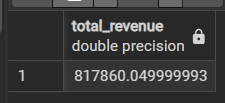 total_revenue
double precision
1 817860.049999993